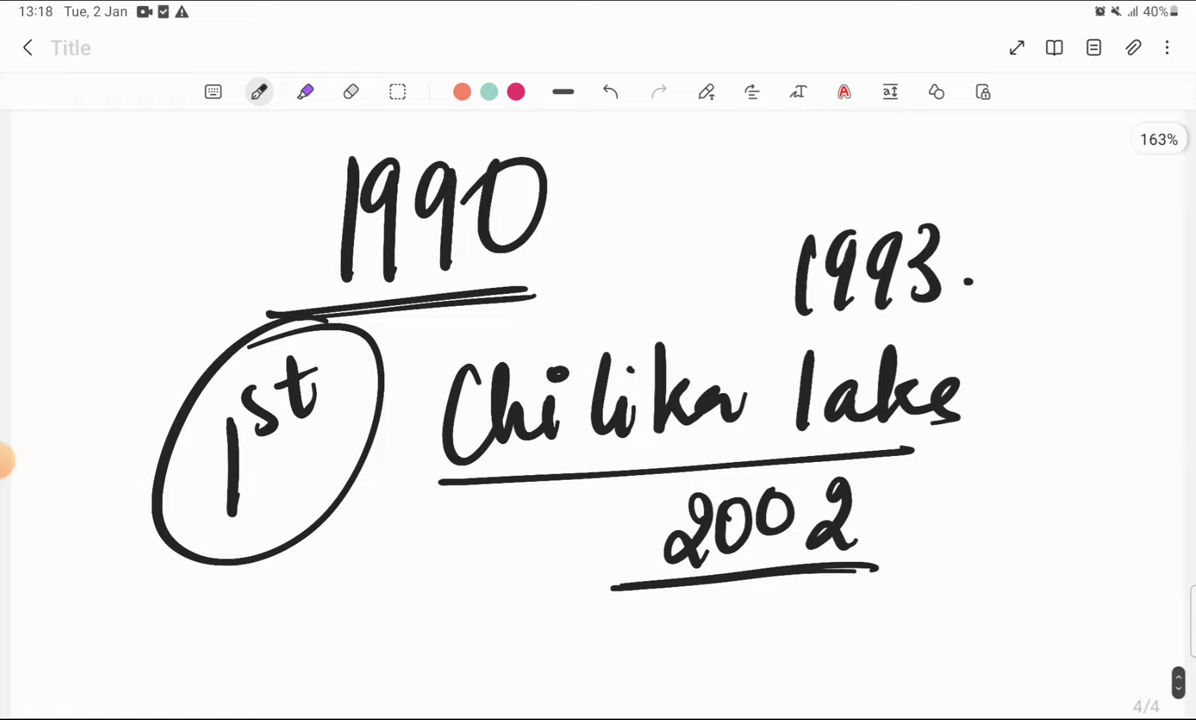 13:18 Tue, 2 Jan 40%
Title
163%
1990
1993.
1st
Chilika lake
2002
4/4